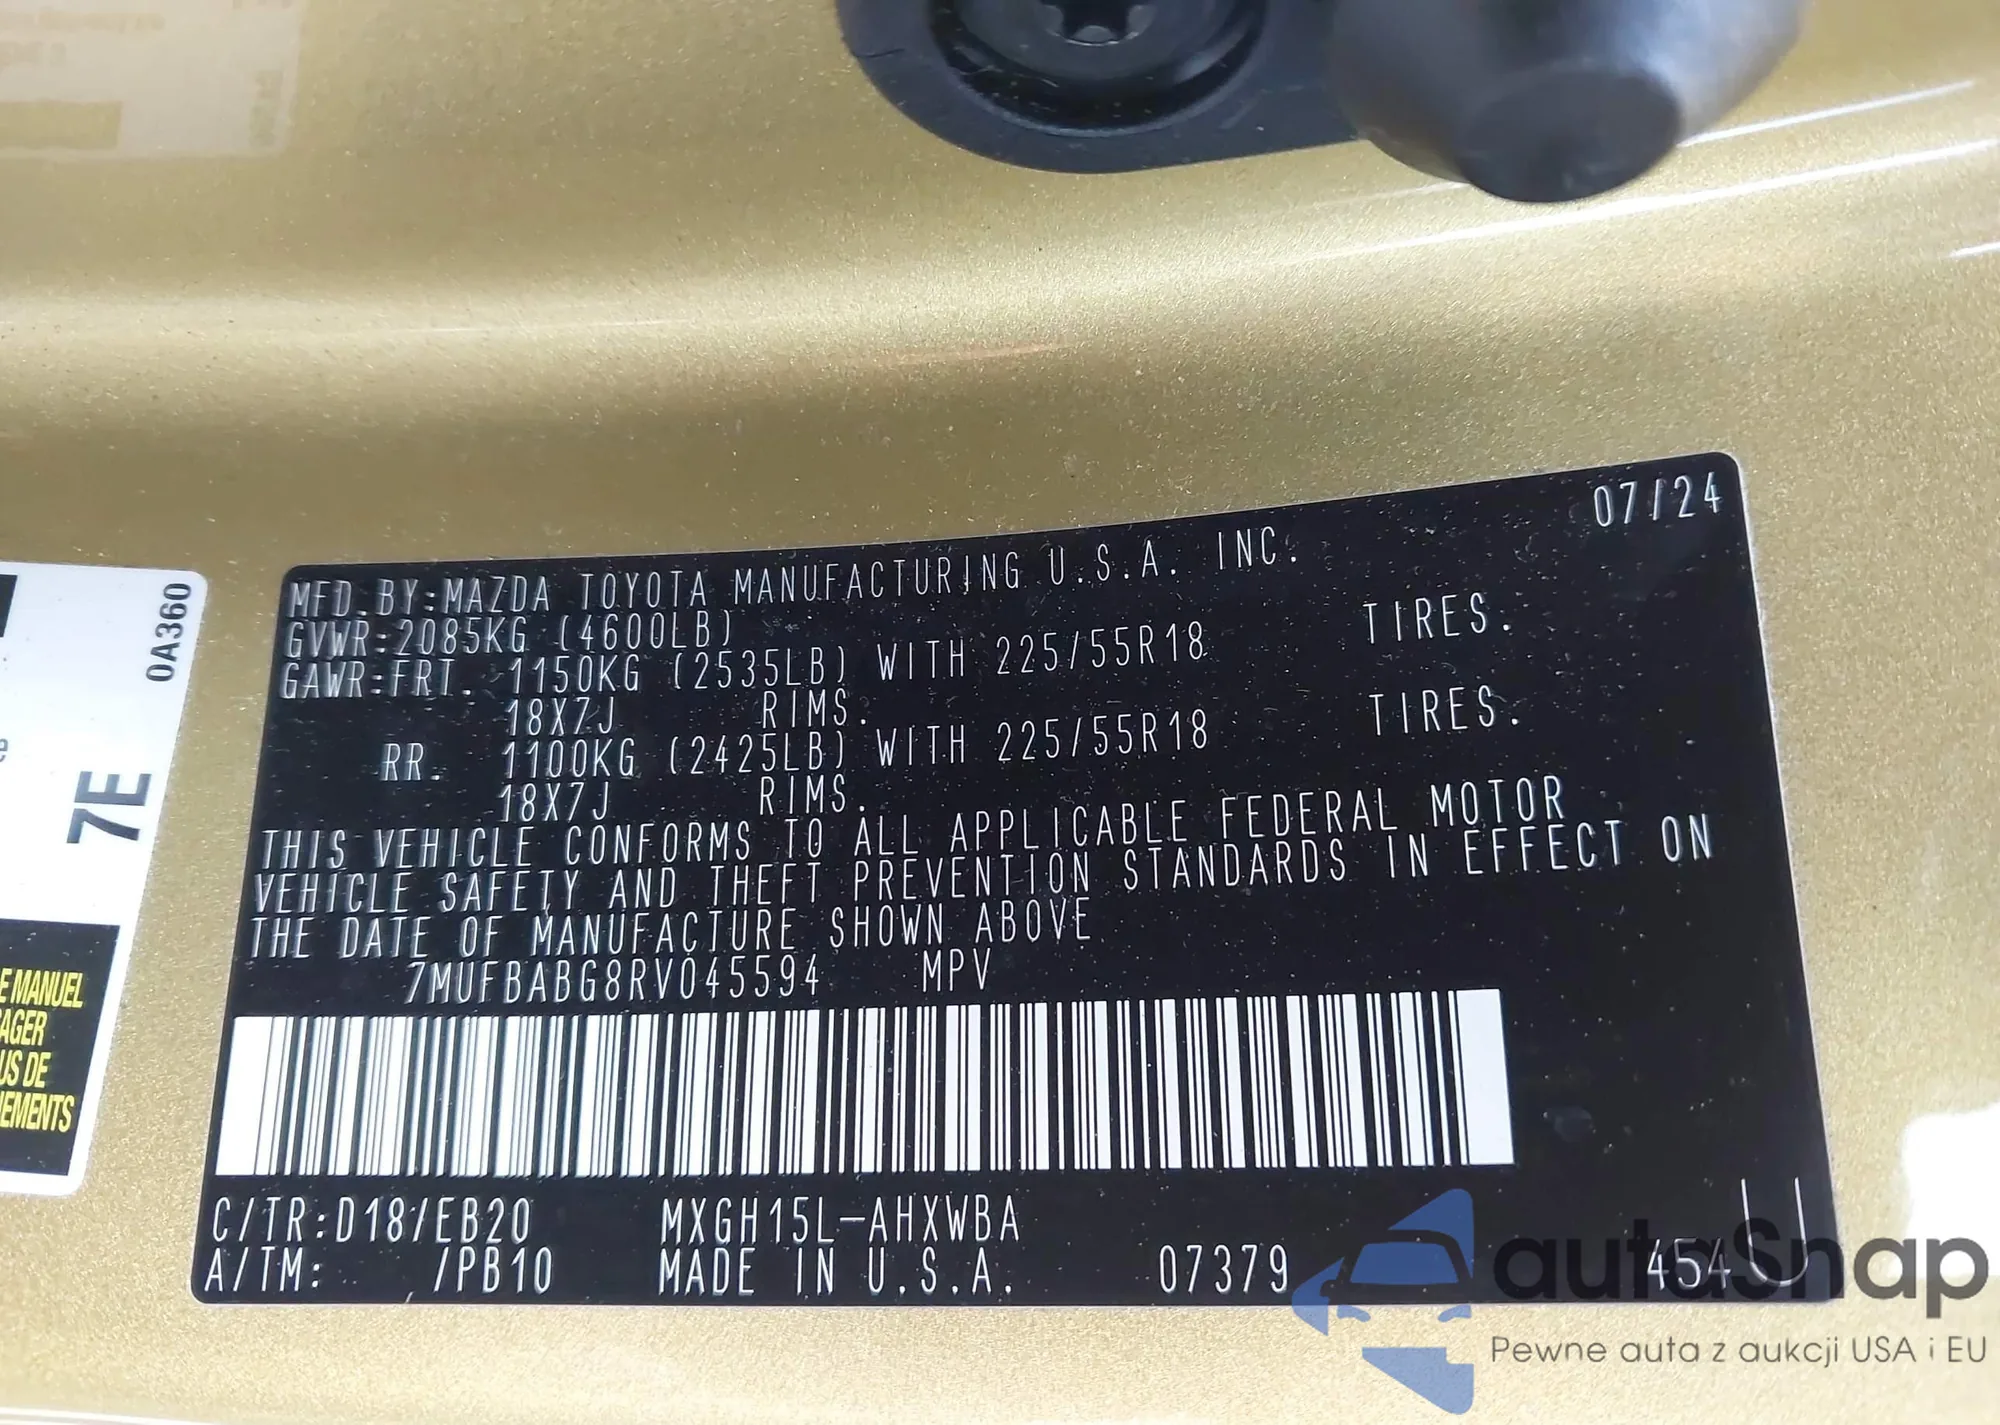 07/24
MFD.BY:MAZDA TOYOTA MANUFACTURING U.S.A. INC.
GVWR:2085KG (4600LB)
GAWR:FRT. 1150KG (2535LB) WITH 225/55R18 TIRES.
18X7J RIMS.
RR. 1100KG (2425LB) WITH 225/55R18 TIRES.
18X7J RIMS.
THIS VEHICLE CONFORMS TO ALL APPLICABLE FEDERAL MOTOR
VEHICLE SAFETY AND THEFT PREVENTION STANDARDS IN EFFECT ON
THE DATE OF MANUFACTURE SHOWN ABOVE
7MUFBABG8RV045594 MPV
C/TR:D18/EB20 MXGH15L-AHXWBA
A/TM: /PB10 MADE IN U.S.A. 07379 454
0A360
7E
E MANUEL
US DE
autoSnap
Pewne auta z aukcji USA i EU